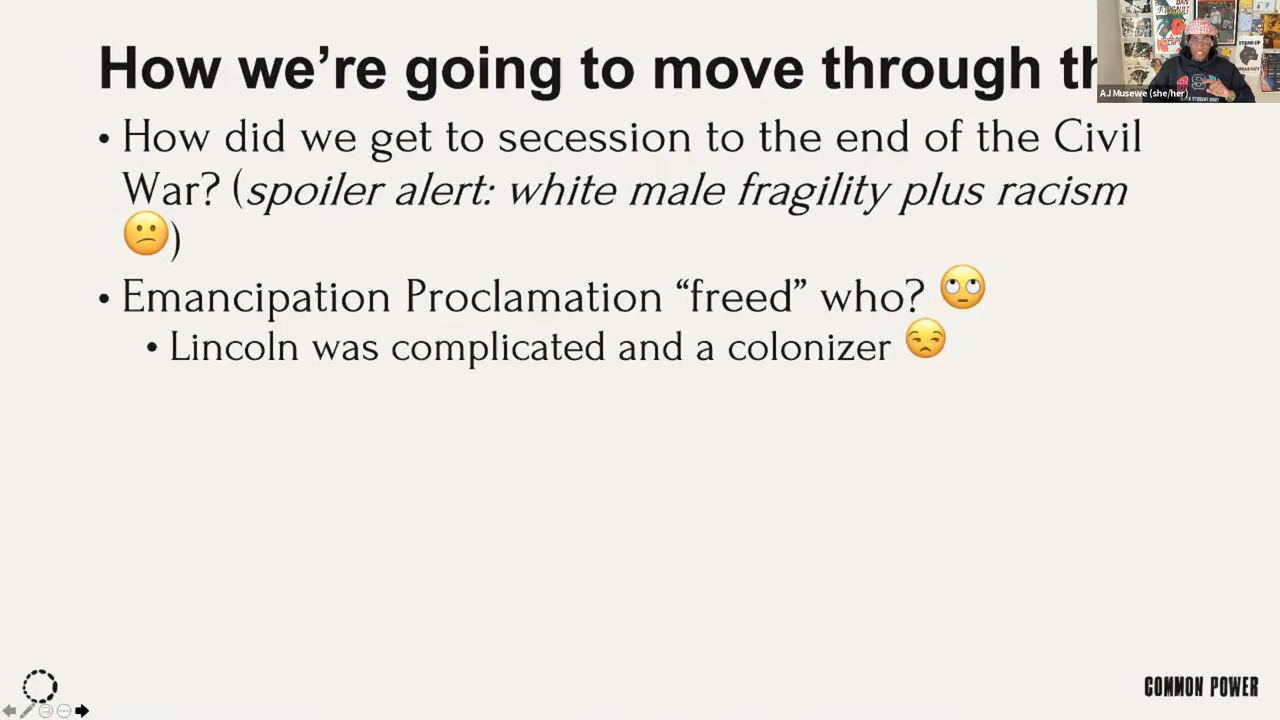 How we’re going to move through th
AJ Musewe (she/her)
• How did we get to secession to the end of the Civil
War? (spoiler alert: white male fragility plus racism
😕)
• Emancipation Proclamation “freed” who? 🙄
• Lincoln was complicated and a colonizer 😒
COMMON POWER